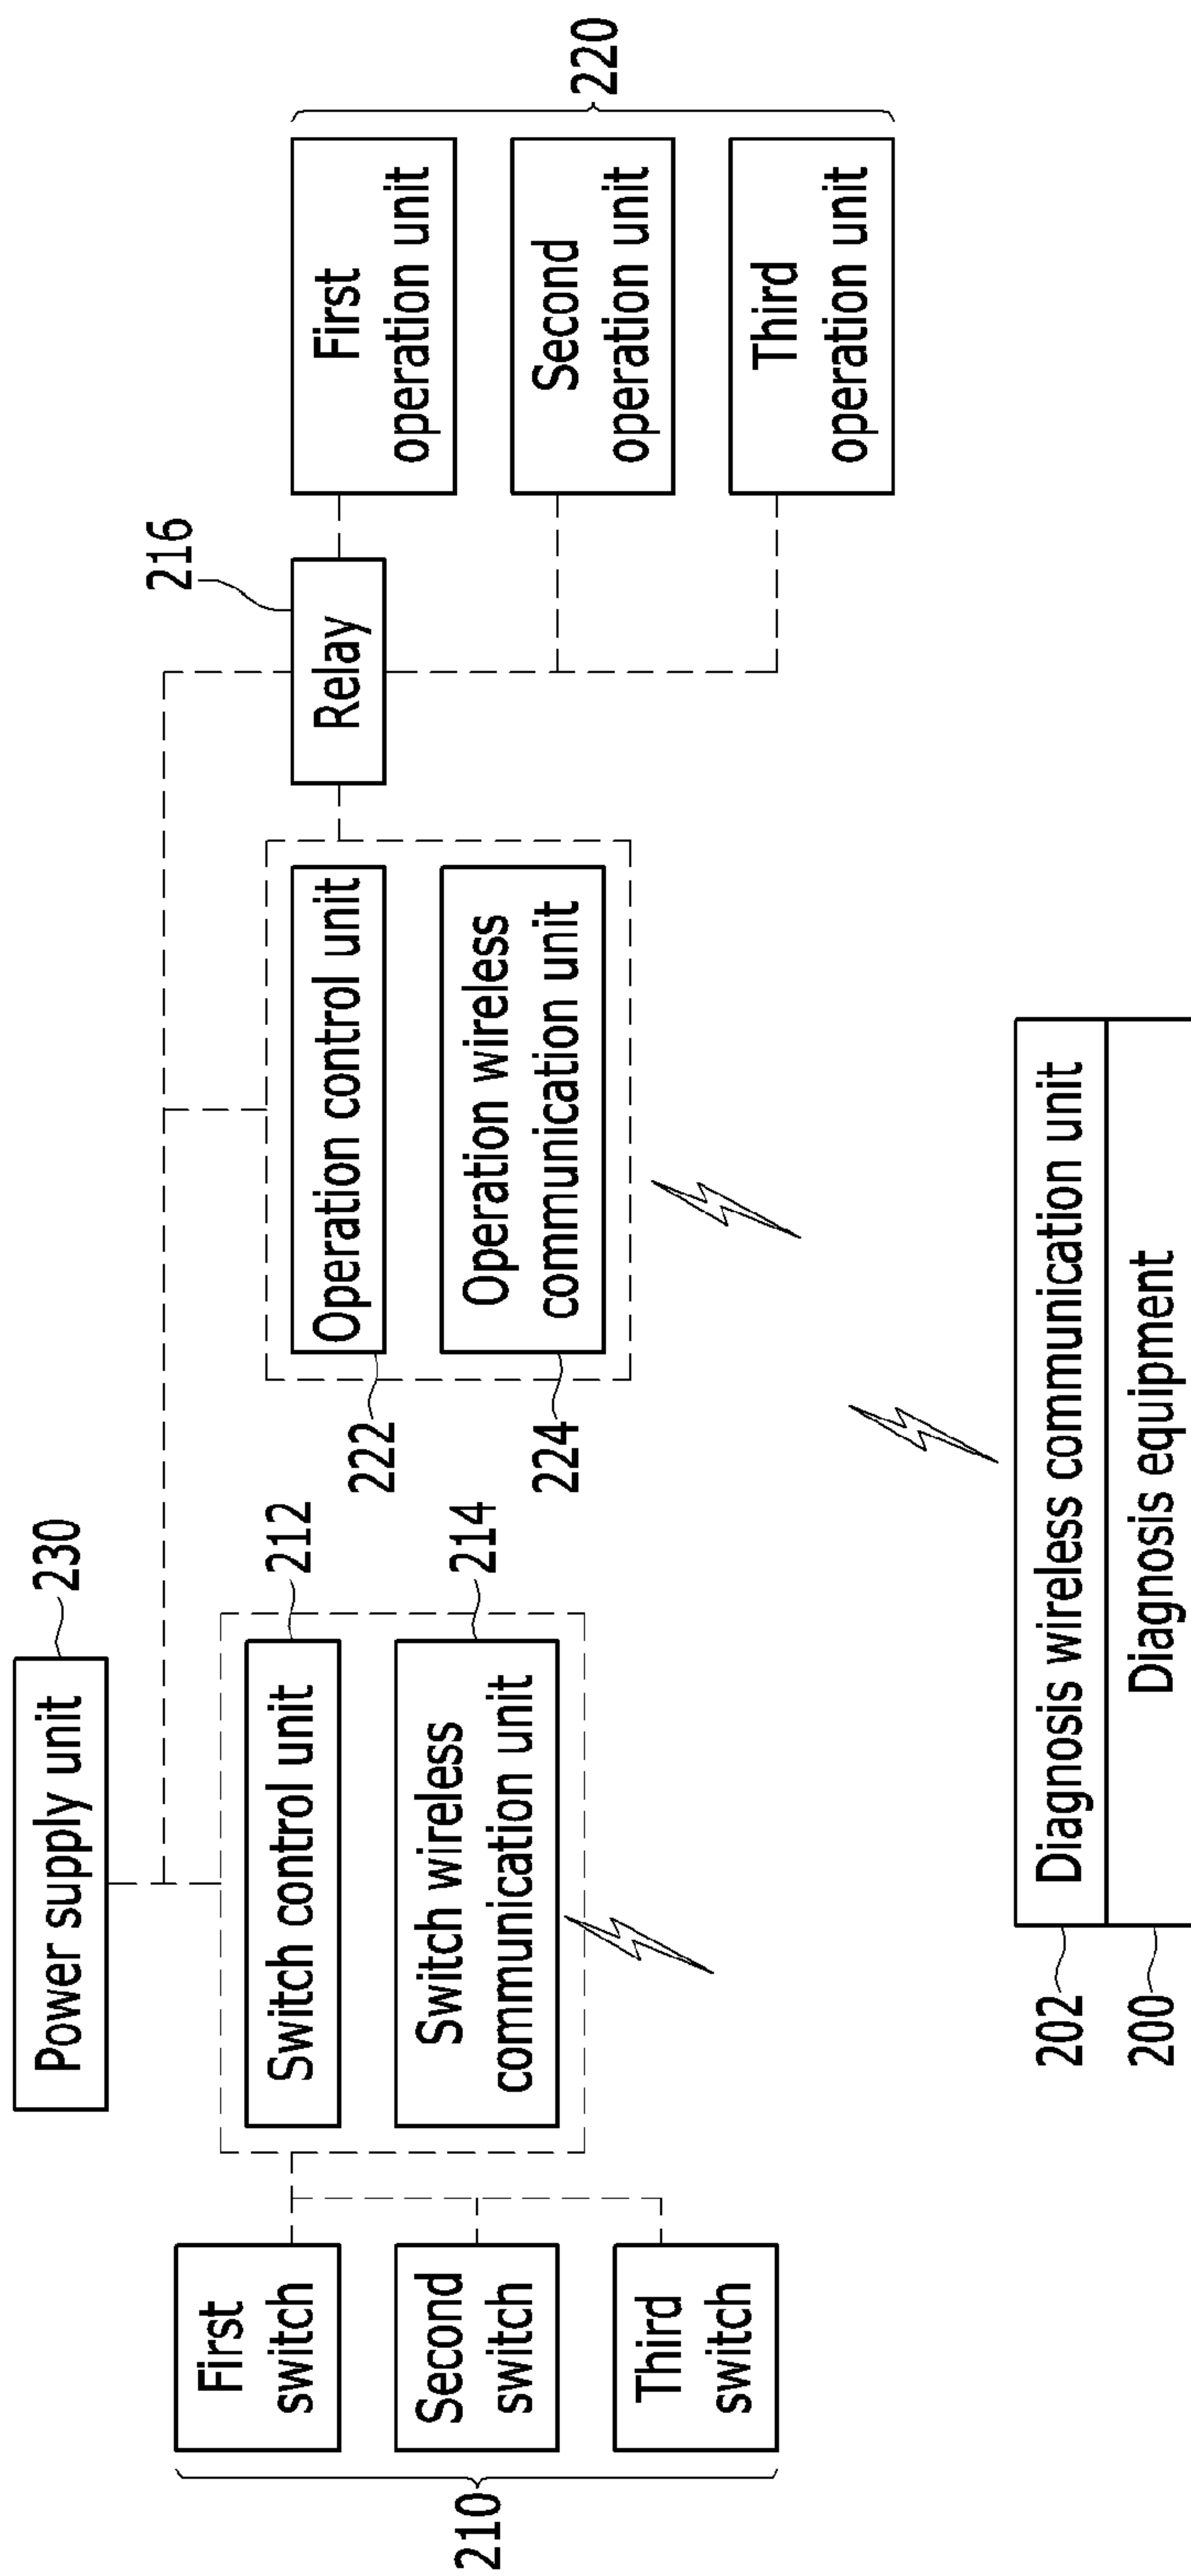 Power supply unit
230
First
switch
Second
switch
Third
switch
210
Switch control unit
212
Switch wireless
communication unit
214
Operation control unit
222
Operation wireless
communication unit
224
Relay
216
First
operation unit
Second
operation unit
Third
operation unit
220
Diagnosis wireless communication unit
202
Diagnosis equipment
200